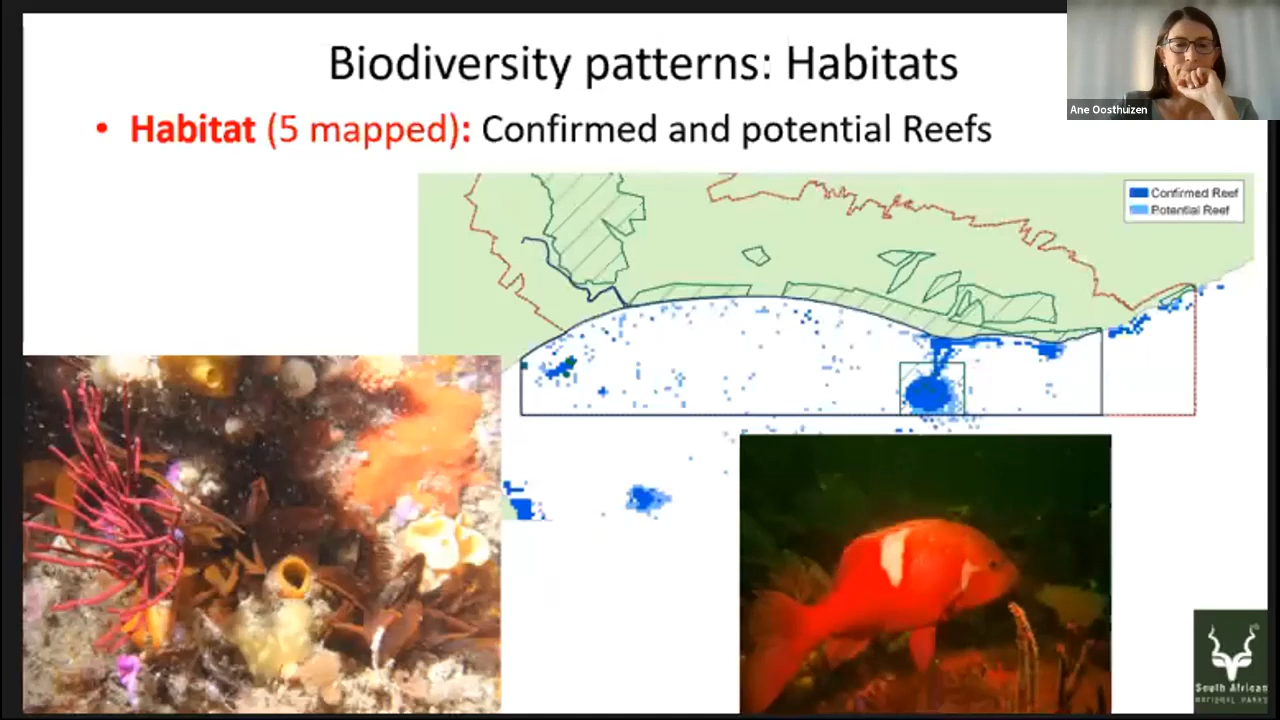 Biodiversity patterns: Habitats
Ane Oosthuizen
• Habitat (5 mapped): Confirmed and potential Reefs
Confirmed Reef
Potential Reef
South African
NATIONAL PARKS